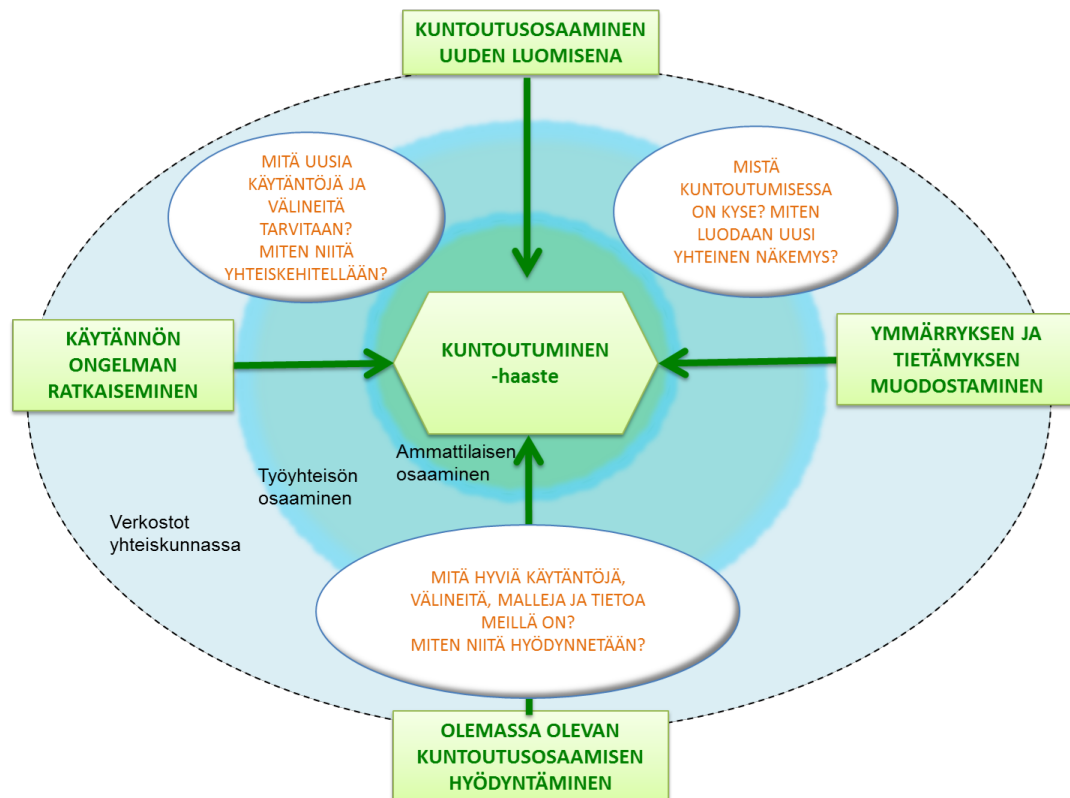 KUNTOUTUSOSAAMINEN
UUDEN LUOMISENA
MITÄ UUSIA
KÄYTÄNTÖJÄ JA
VÄLINEITÄ
TARVITAAN?
MITEN NIITÄ
YHTEISKEHITELLÄÄN?
MISTÄ
KUNTOUTUMISESSA
ON KYSE? MITEN
LUODAAN UUSI
YHTEINEN NÄKEMYS?
KÄYTÄNNÖN
ONGELMAN
RATKAISEMINEN
KUNTOUTUMINEN
-haaste
YMMÄRRYKSEN JA
TIETÄMYKSEN
MUODOSTAMINEN
Ammattilaisen
osaaminen
Työyhteisön
osaaminen
Verkostot
yhteiskunnassa
MITÄ HYVIÄ KÄYTÄNTÖJÄ,
VÄLINEITÄ, MALLEJA JA TIETOA
MEILLÄ ON?
MITEN NIITÄ HYÖDYNNETÄÄN?
OLEMASSA OLEVAN
KUNTOUTUSOSAAMISEN
HYÖDYNTÄMINEN